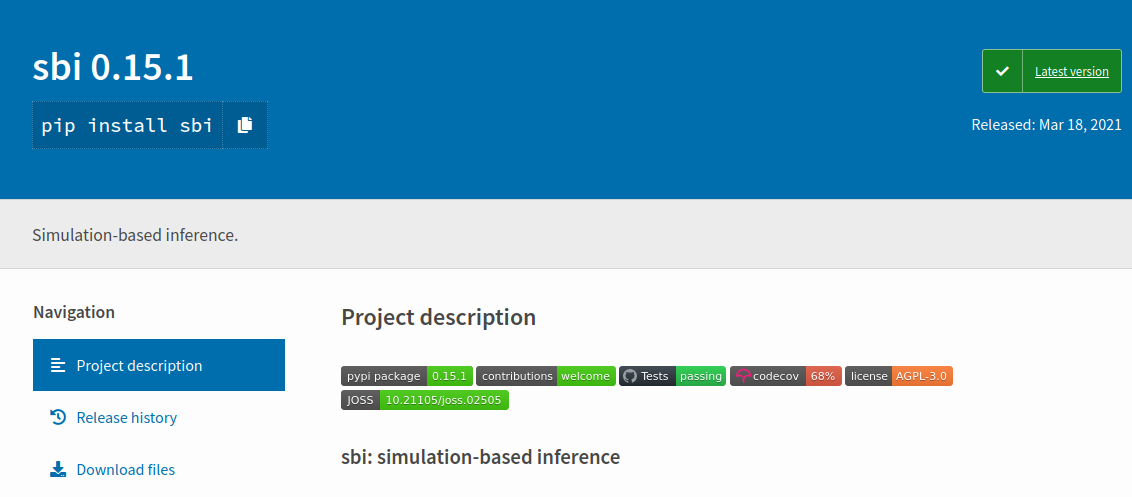 sbi 0.15.1
Latest version
pip install sbi
Released: Mar 18, 2021
Simulation-based inference.
Navigation
Project description
Release history
Download files
Project description
pypi package 0.15.1 contributions welcome Tests passing codecov 68% license AGPL-3.0
JOSS 10.21105/joss.02505
sbi: simulation-based inference